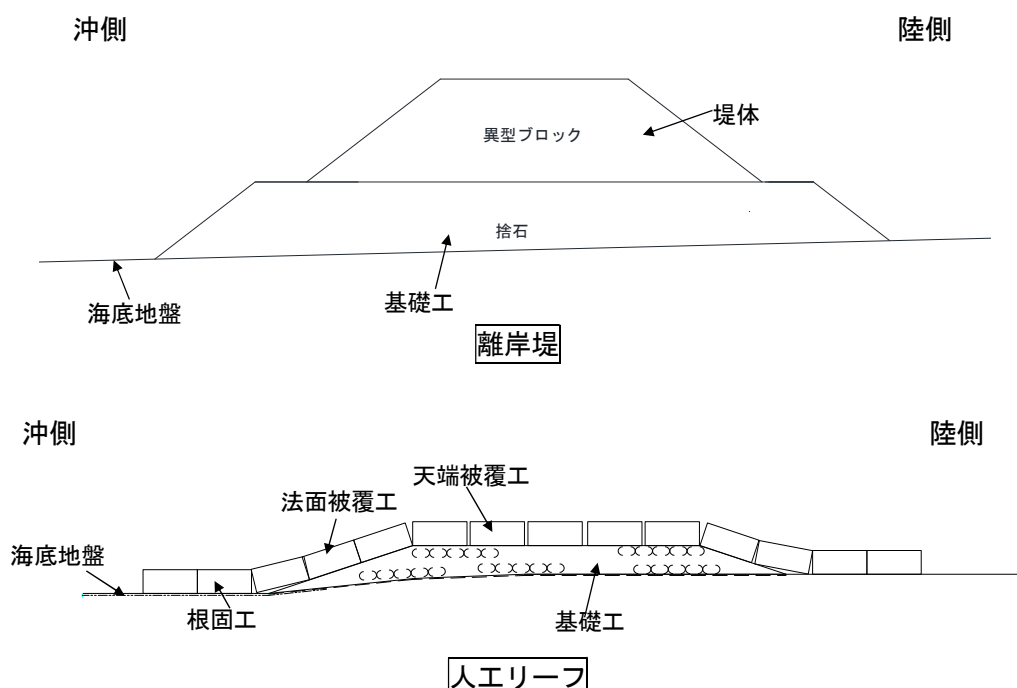 沖側
陸側
堤体
異型ブロック
捨石
基礎工
海底地盤
離岸堤
沖側
陸側
天端被覆工
法面被覆工
海底地盤
根固工
基礎工
人工リーフ